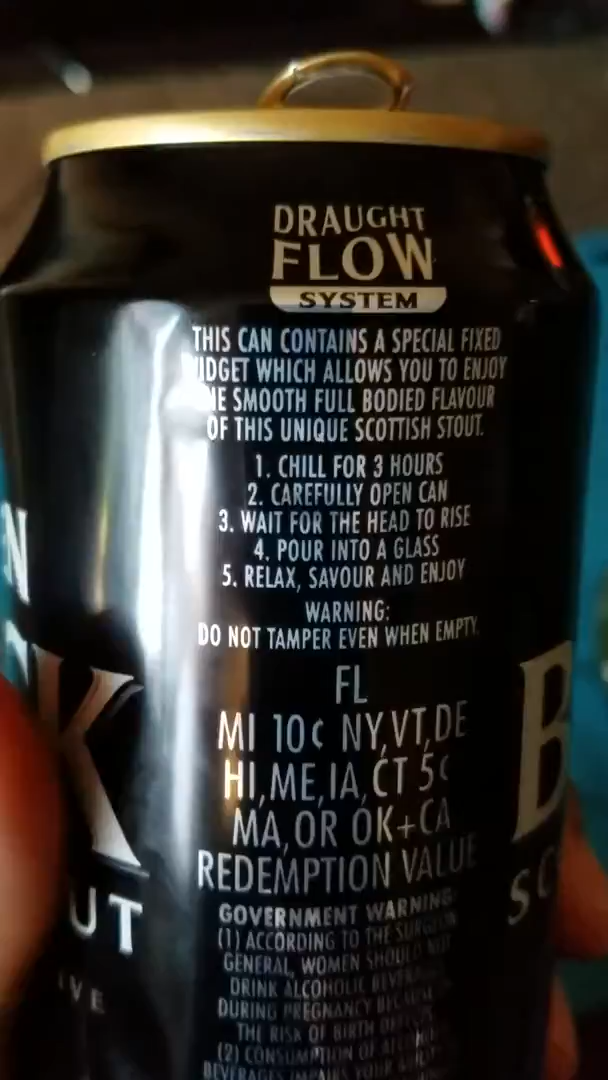 DRAUGHT
FLOW
SYSTEM
THIS CAN CONTAINS A SPECIAL FIXED
WIDGET WHICH ALLOWS YOU TO ENJOY
THE SMOOTH FULL BODIED FLAVOUR
OF THIS UNIQUE SCOTTISH STOUT.
1. CHILL FOR 3 HOURS
2. CAREFULLY OPEN CAN
3. WAIT FOR THE HEAD TO RISE
4. POUR INTO A GLASS
5. RELAX, SAVOUR AND ENJOY
WARNING:
DO NOT TAMPER EVEN WHEN EMPTY.
FL
MI 10¢ NY,VT,DE
HI,ME,IA,CT 5¢
MA,OR OK+CA
REDEMPTION VALUE
GOVERNMENT WARNING:
(1) ACCORDING TO THE SURGEON
GENERAL, WOMEN SHOULD NOT
DRINK ALCOHOLIC BEVERAGES
DURING PREGNANCY BECAUSE OF
THE RISK OF BIRTH DEFECTS.
(2) CONSUMPTION OF ALCOHOLIC
BEVERAGES IMPAIRS YOUR ABILITY
N
K
UT
IVE
B
SC